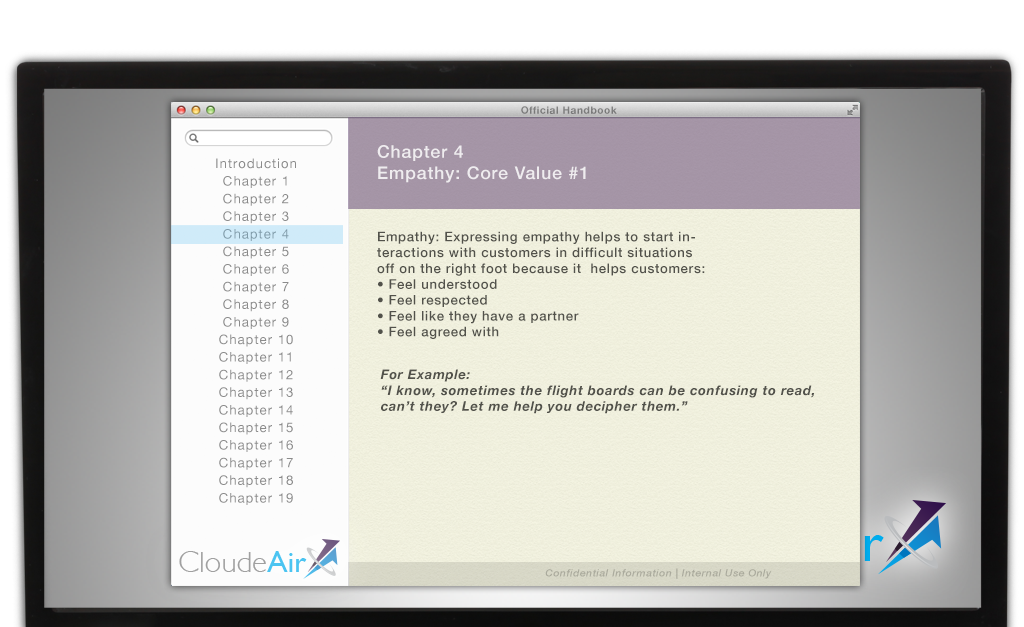 Official Handbook
Introduction
Chapter 1
Chapter 2
Chapter 3
Chapter 4
Chapter 5
Chapter 6
Chapter 7
Chapter 8
Chapter 9
Chapter 10
Chapter 11
Chapter 12
Chapter 13
Chapter 14
Chapter 15
Chapter 16
Chapter 17
Chapter 18
Chapter 19
CloudeAir
Chapter 4
Empathy: Core Value #1
Empathy: Expressing empathy helps to start in-
teractions with customers in difficult situations
off on the right foot because it  helps customers:
• Feel understood
• Feel respected
• Feel like they have a partner
• Feel agreed with
For Example:
“I know, sometimes the flight boards can be confusing to read,
can’t they? Let me help you decipher them.”
Confidential Information | Internal Use Only
r